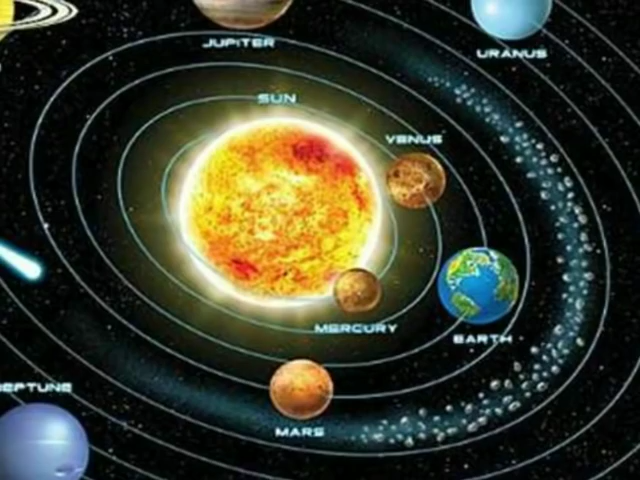 JUPITER
URANUS
SUN
VENUS
MERCURY
EARTH
EPTUNE
MARS